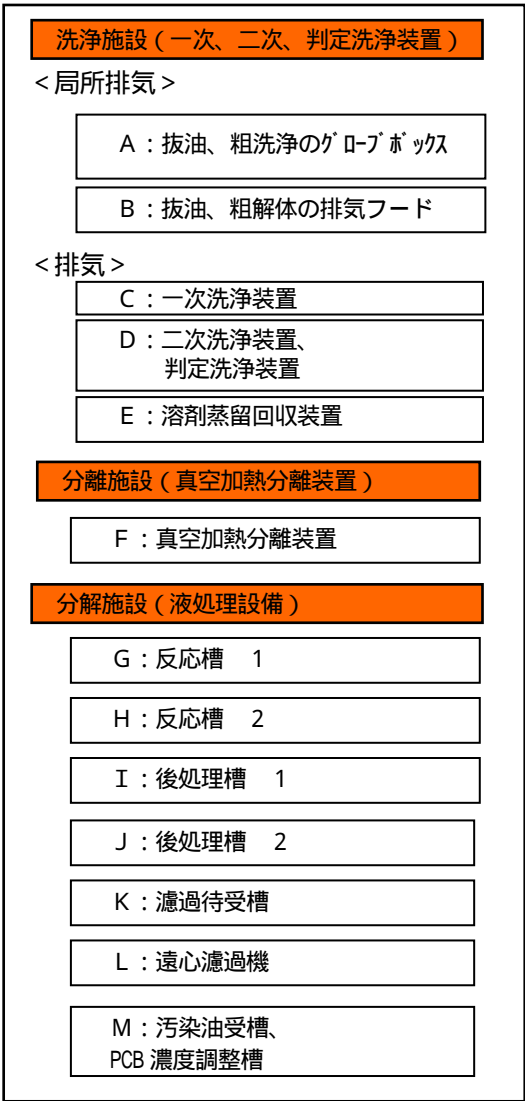 洗浄施設（一次、二次、判定洗浄装置）
＜局所排気＞
A：抜油、粗洗浄のｸﾞﾛｰﾌﾞﾎﾞｯｸｽ
B：抜油、粗解体の排気フード
＜排気＞
C：一次洗浄装置
D：二次洗浄装置、
判定洗浄装置
E：溶剤蒸留回収装置
分離施設（真空加熱分離装置）
F：真空加熱分離装置
分解施設（液処理設備）
G：反応槽　1
H：反応槽　2
I：後処理槽　1
J：後処理槽　2
K：濾過待受槽
L：遠心濾過機
M：汚染油受槽、
PCB 濃度調整槽